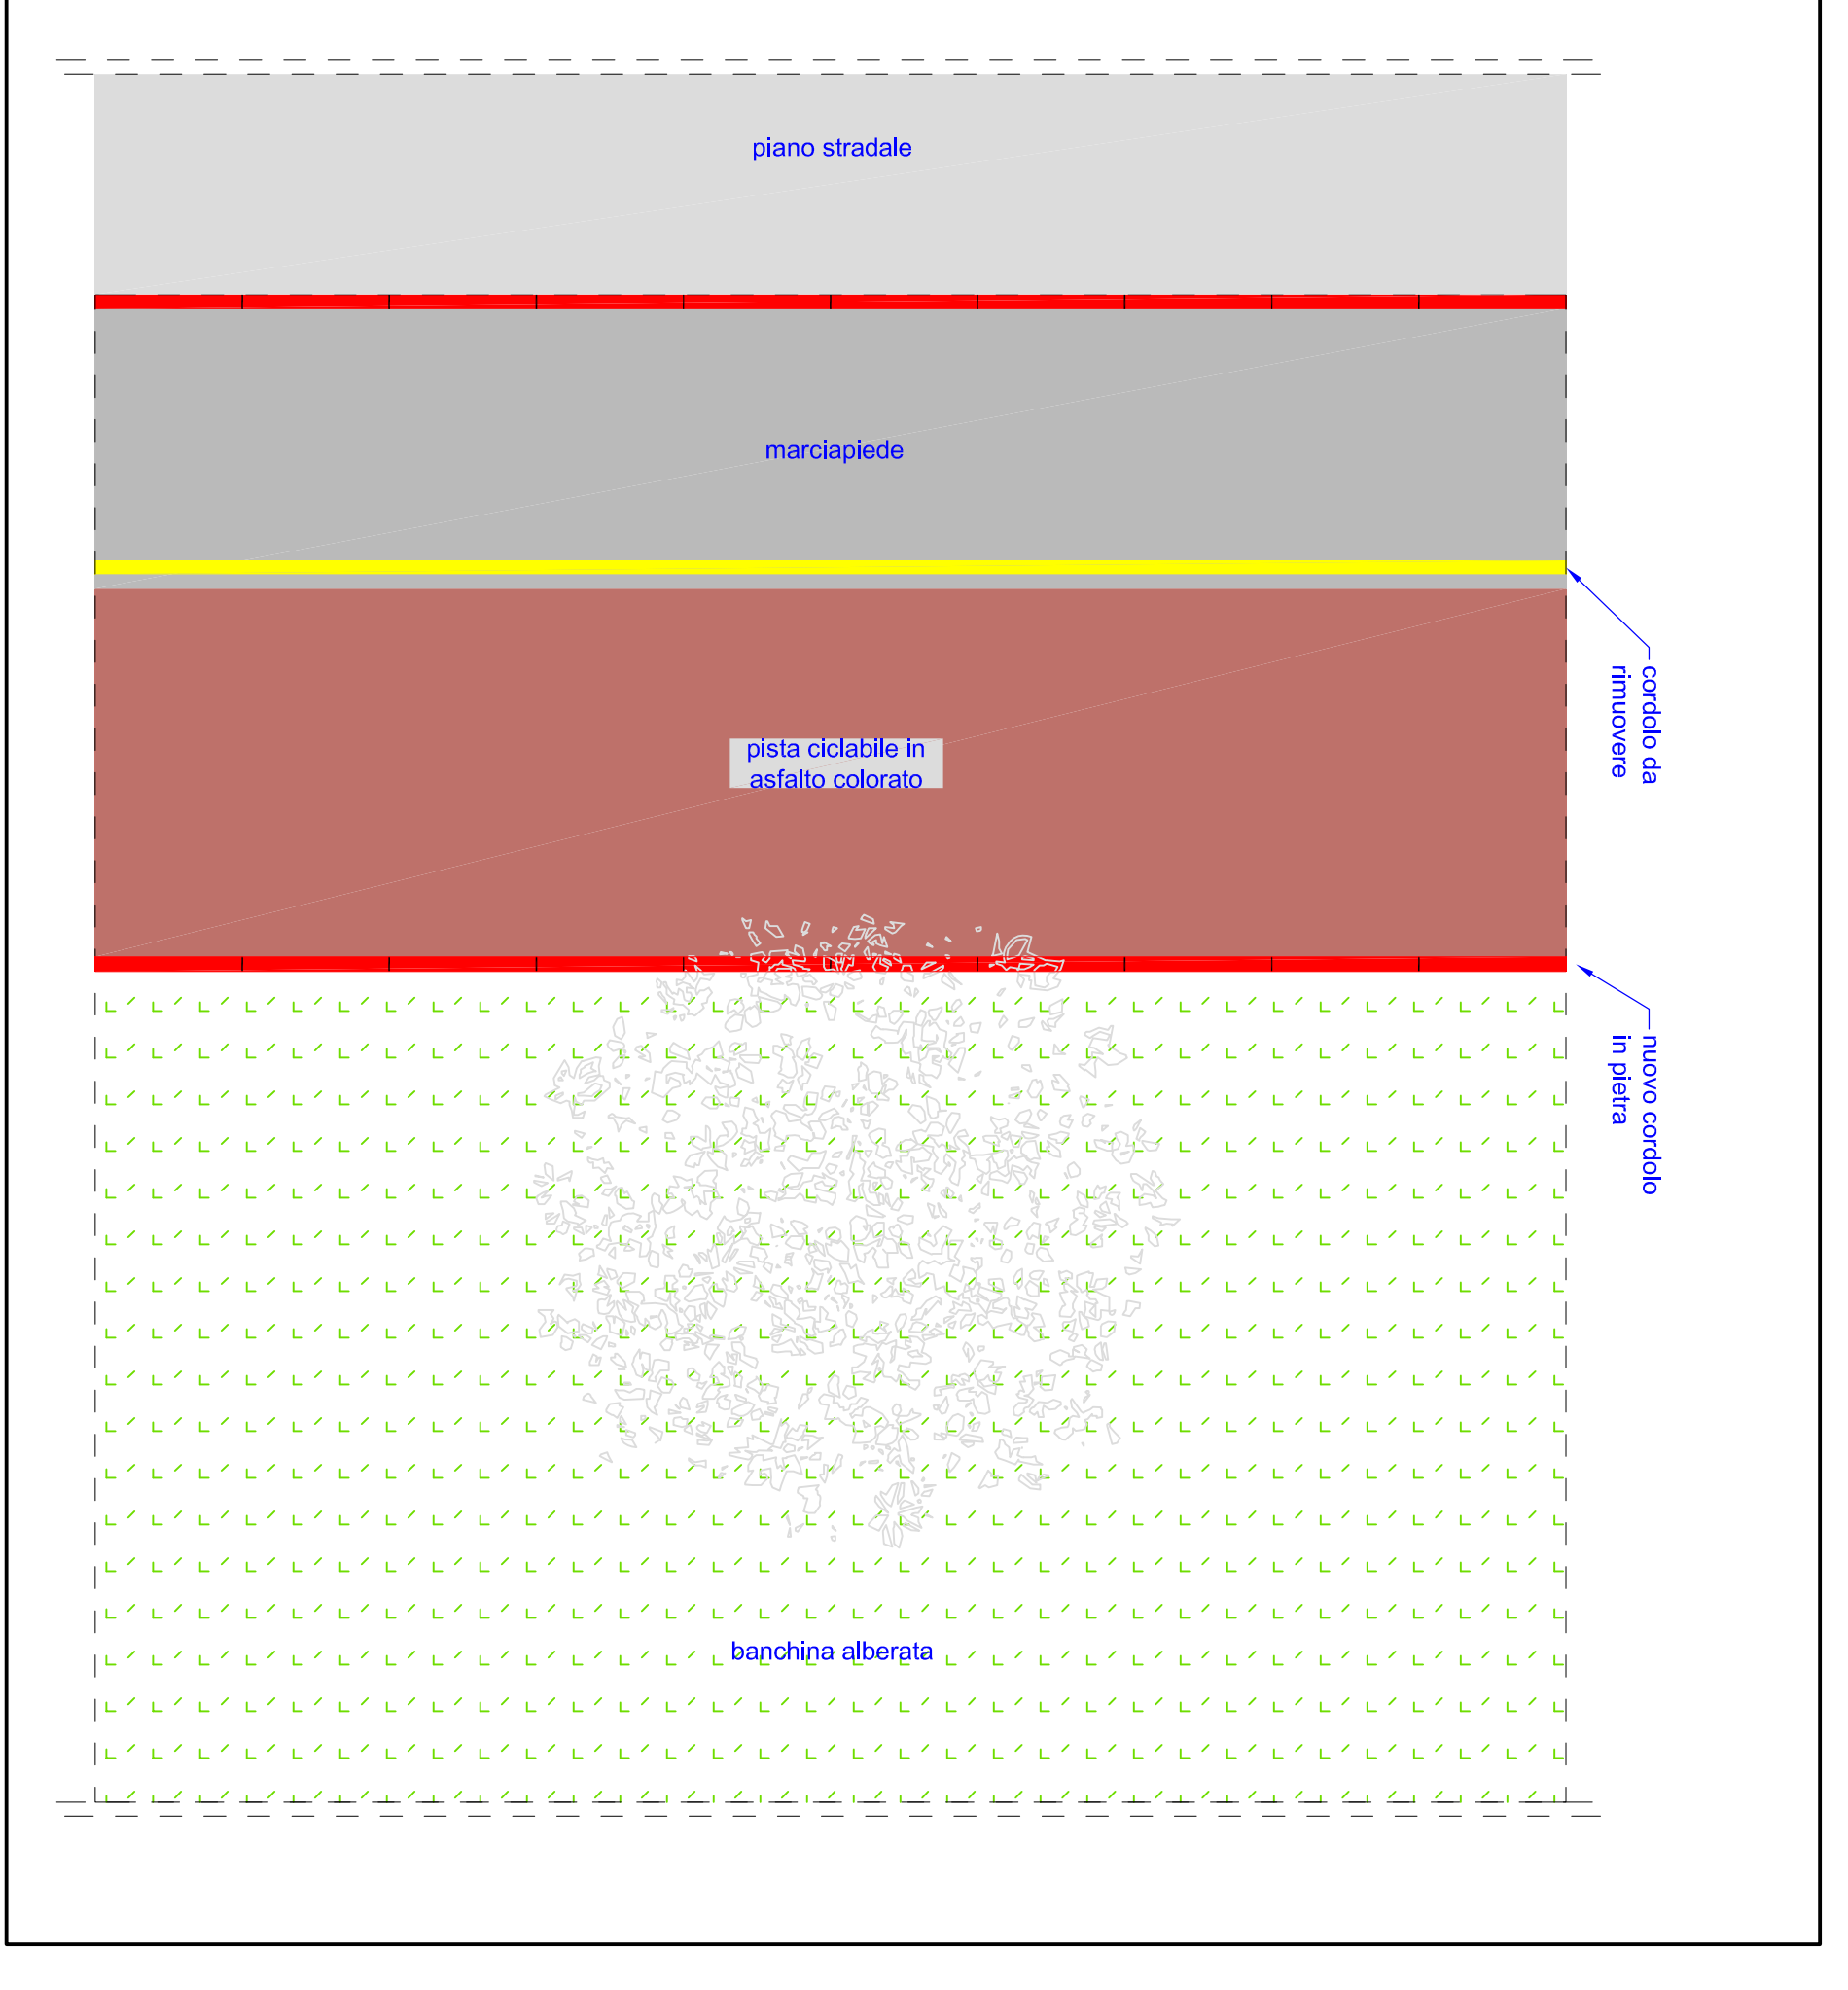 piano stradale
marciapiede
cordolo da
rimuovere
pista ciclabile in
asfalto colorato
nuovo cordolo
in pietra
banchina alberata